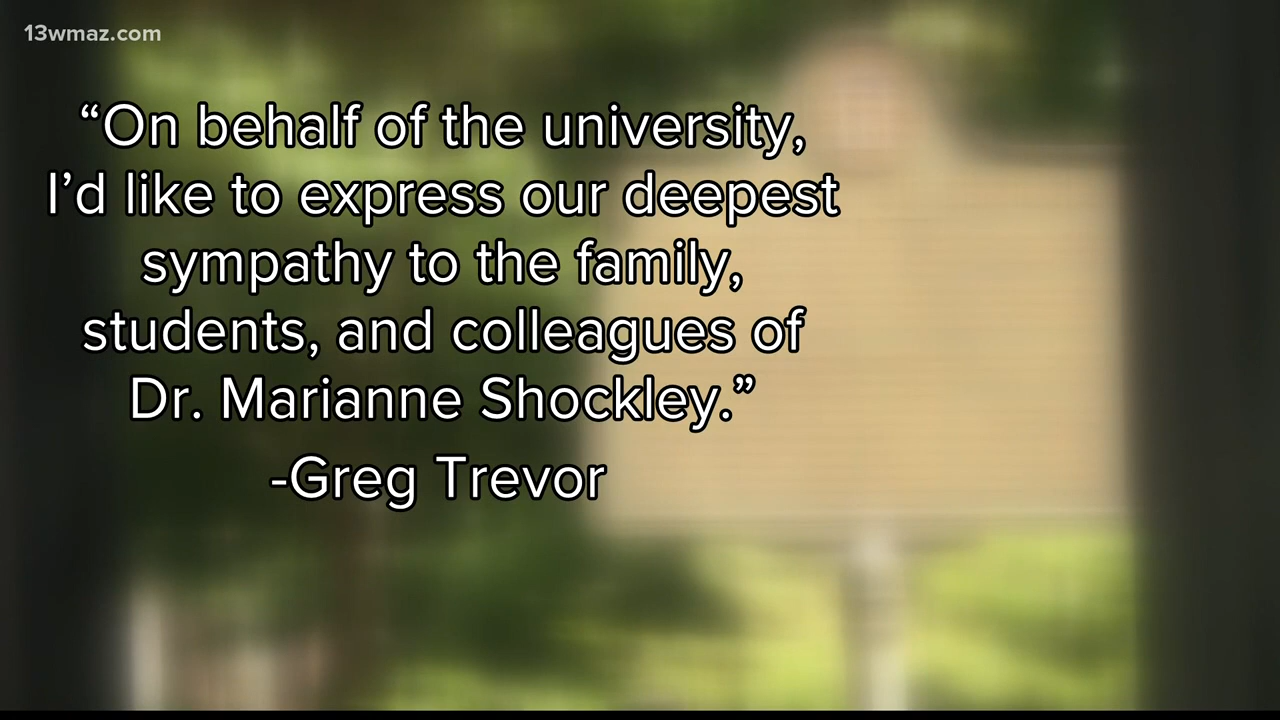 13wmaz.com
“On behalf of the university,
I’d like to express our deepest
sympathy to the family,
students, and colleagues of
Dr. Marianne Shockley.”
-Greg Trevor